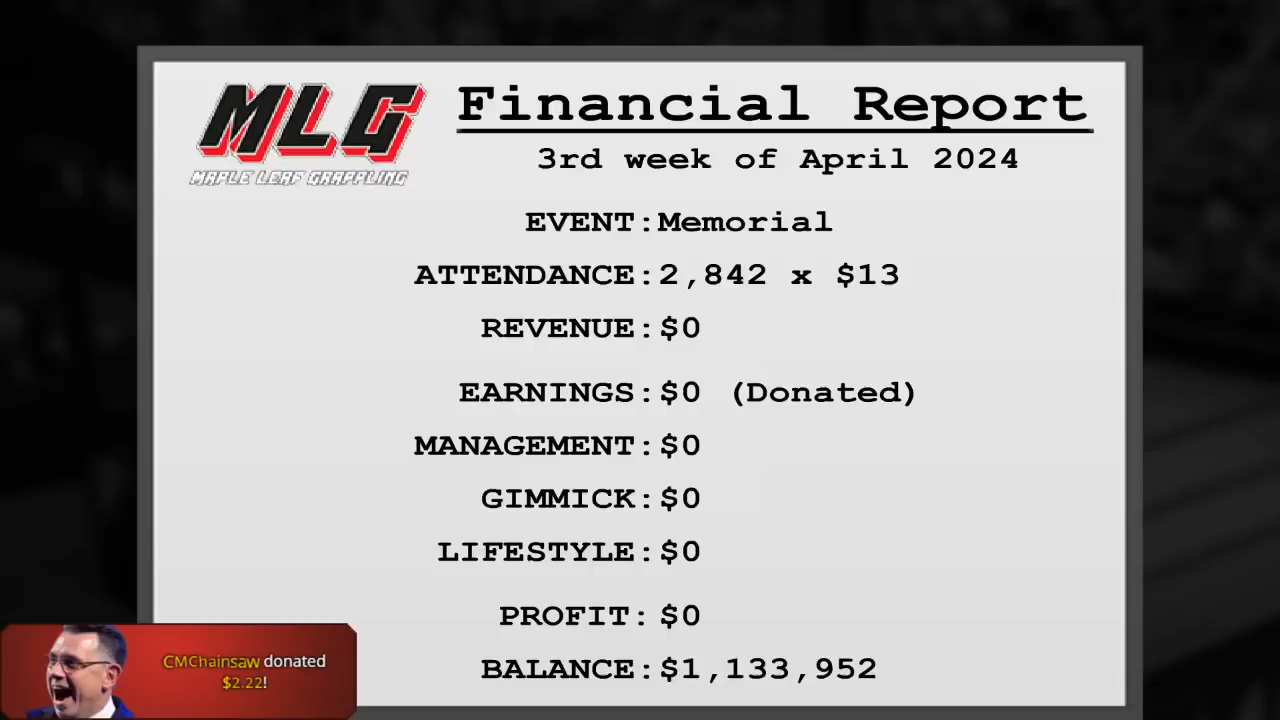 MLG
MAPLE LEAF GRAPPLING
Financial Report
3rd week of April 2024
EVENT:Memorial
ATTENDANCE:2,842 x $13
REVENUE:$0
EARNINGS:$0 (Donated)
MANAGEMENT:$0
GIMMICK:$0
LIFESTYLE:$0
PROFIT:$0
BALANCE:$1,133,952
CMChainsaw donated
$2.22!